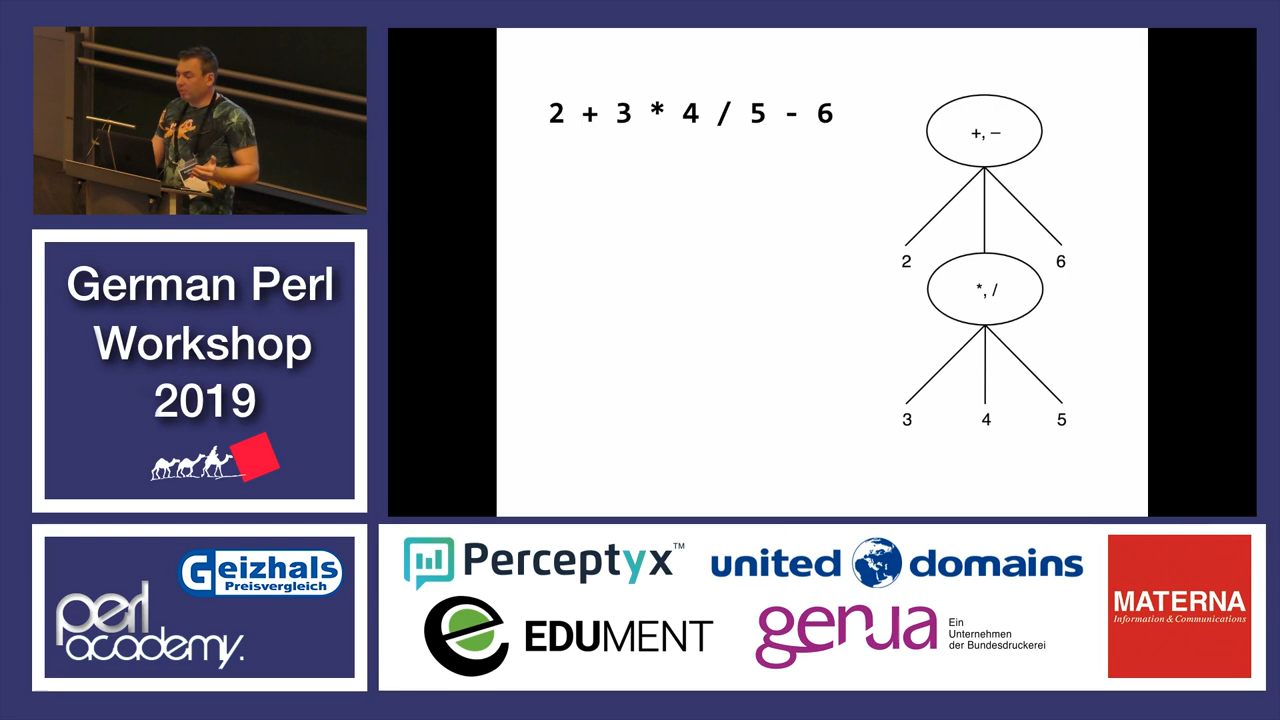 2 + 3 * 4 / 5 - 6
+, –
2
6
*, /
3
4
5
German Perl
Workshop
2019
Geizhals
Preisvergleich
perl
academy.
Perceptyx™
united domains
EDUMENT
genua
Ein
Unternehmen
der Bundesdruckerei
MATERNA
Information & Communications